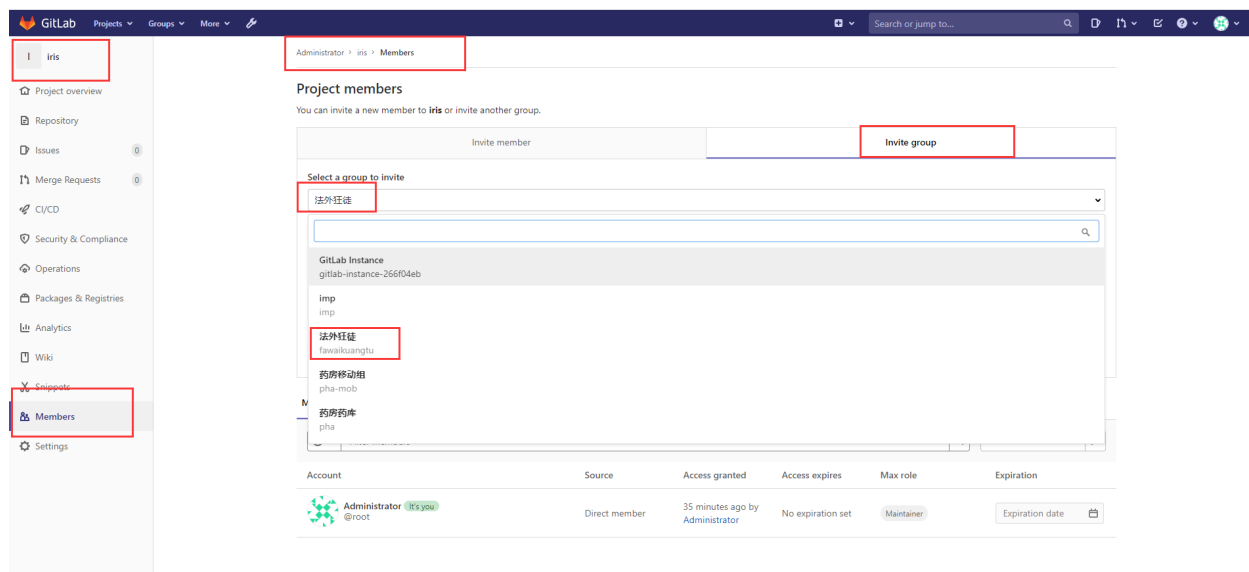 GitLab Projects Groups More Search or jump to...
I iris
Project overview
Repository
Issues 0
Merge Requests 0
CI/CD
Security & Compliance
Operations
Packages & Registries
Analytics
Wiki
Snippets
Members
Settings
Administrator > iris > Members
Project members
You can invite a new member to iris or invite another group.
Invite member Invite group
Select a group to invite
法外狂徒
GitLab Instance
gitlab-instance-266f04eb
imp
imp
法外狂徒
fawaikuangtu
药房移动组
pha-mob
药房药库
pha
Account Source Access granted Access expires Max role Expiration
Administrator It's you
@root
Direct member
35 minutes ago by
Administrator
No expiration set
Maintainer
Expiration date